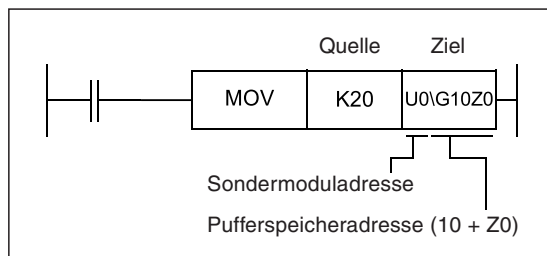 Quelle Ziel
MOV K20 U0\G10Z0
Sondermoduladresse
Pufferspeicheradresse (10 + Z0)